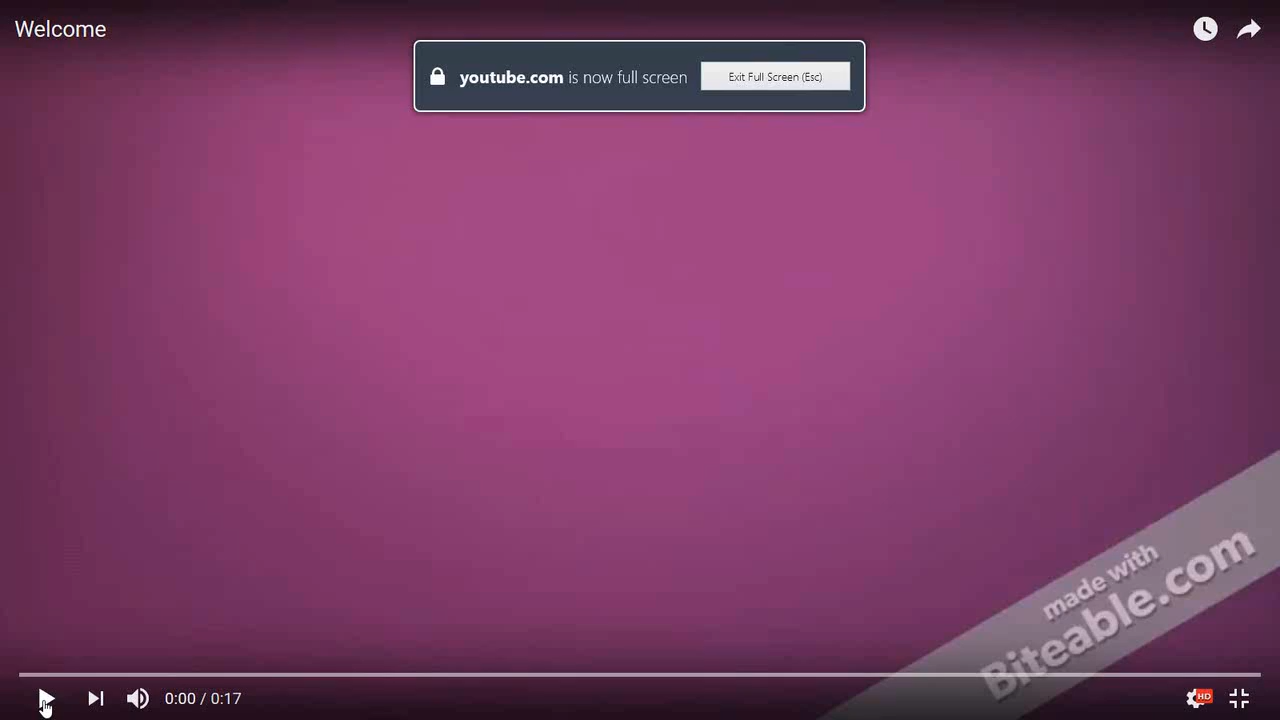 Welcome
youtube.com is now full screen
Exit Full Screen (Esc)
made with
Biteable.com
0:00 / 0:17
HD